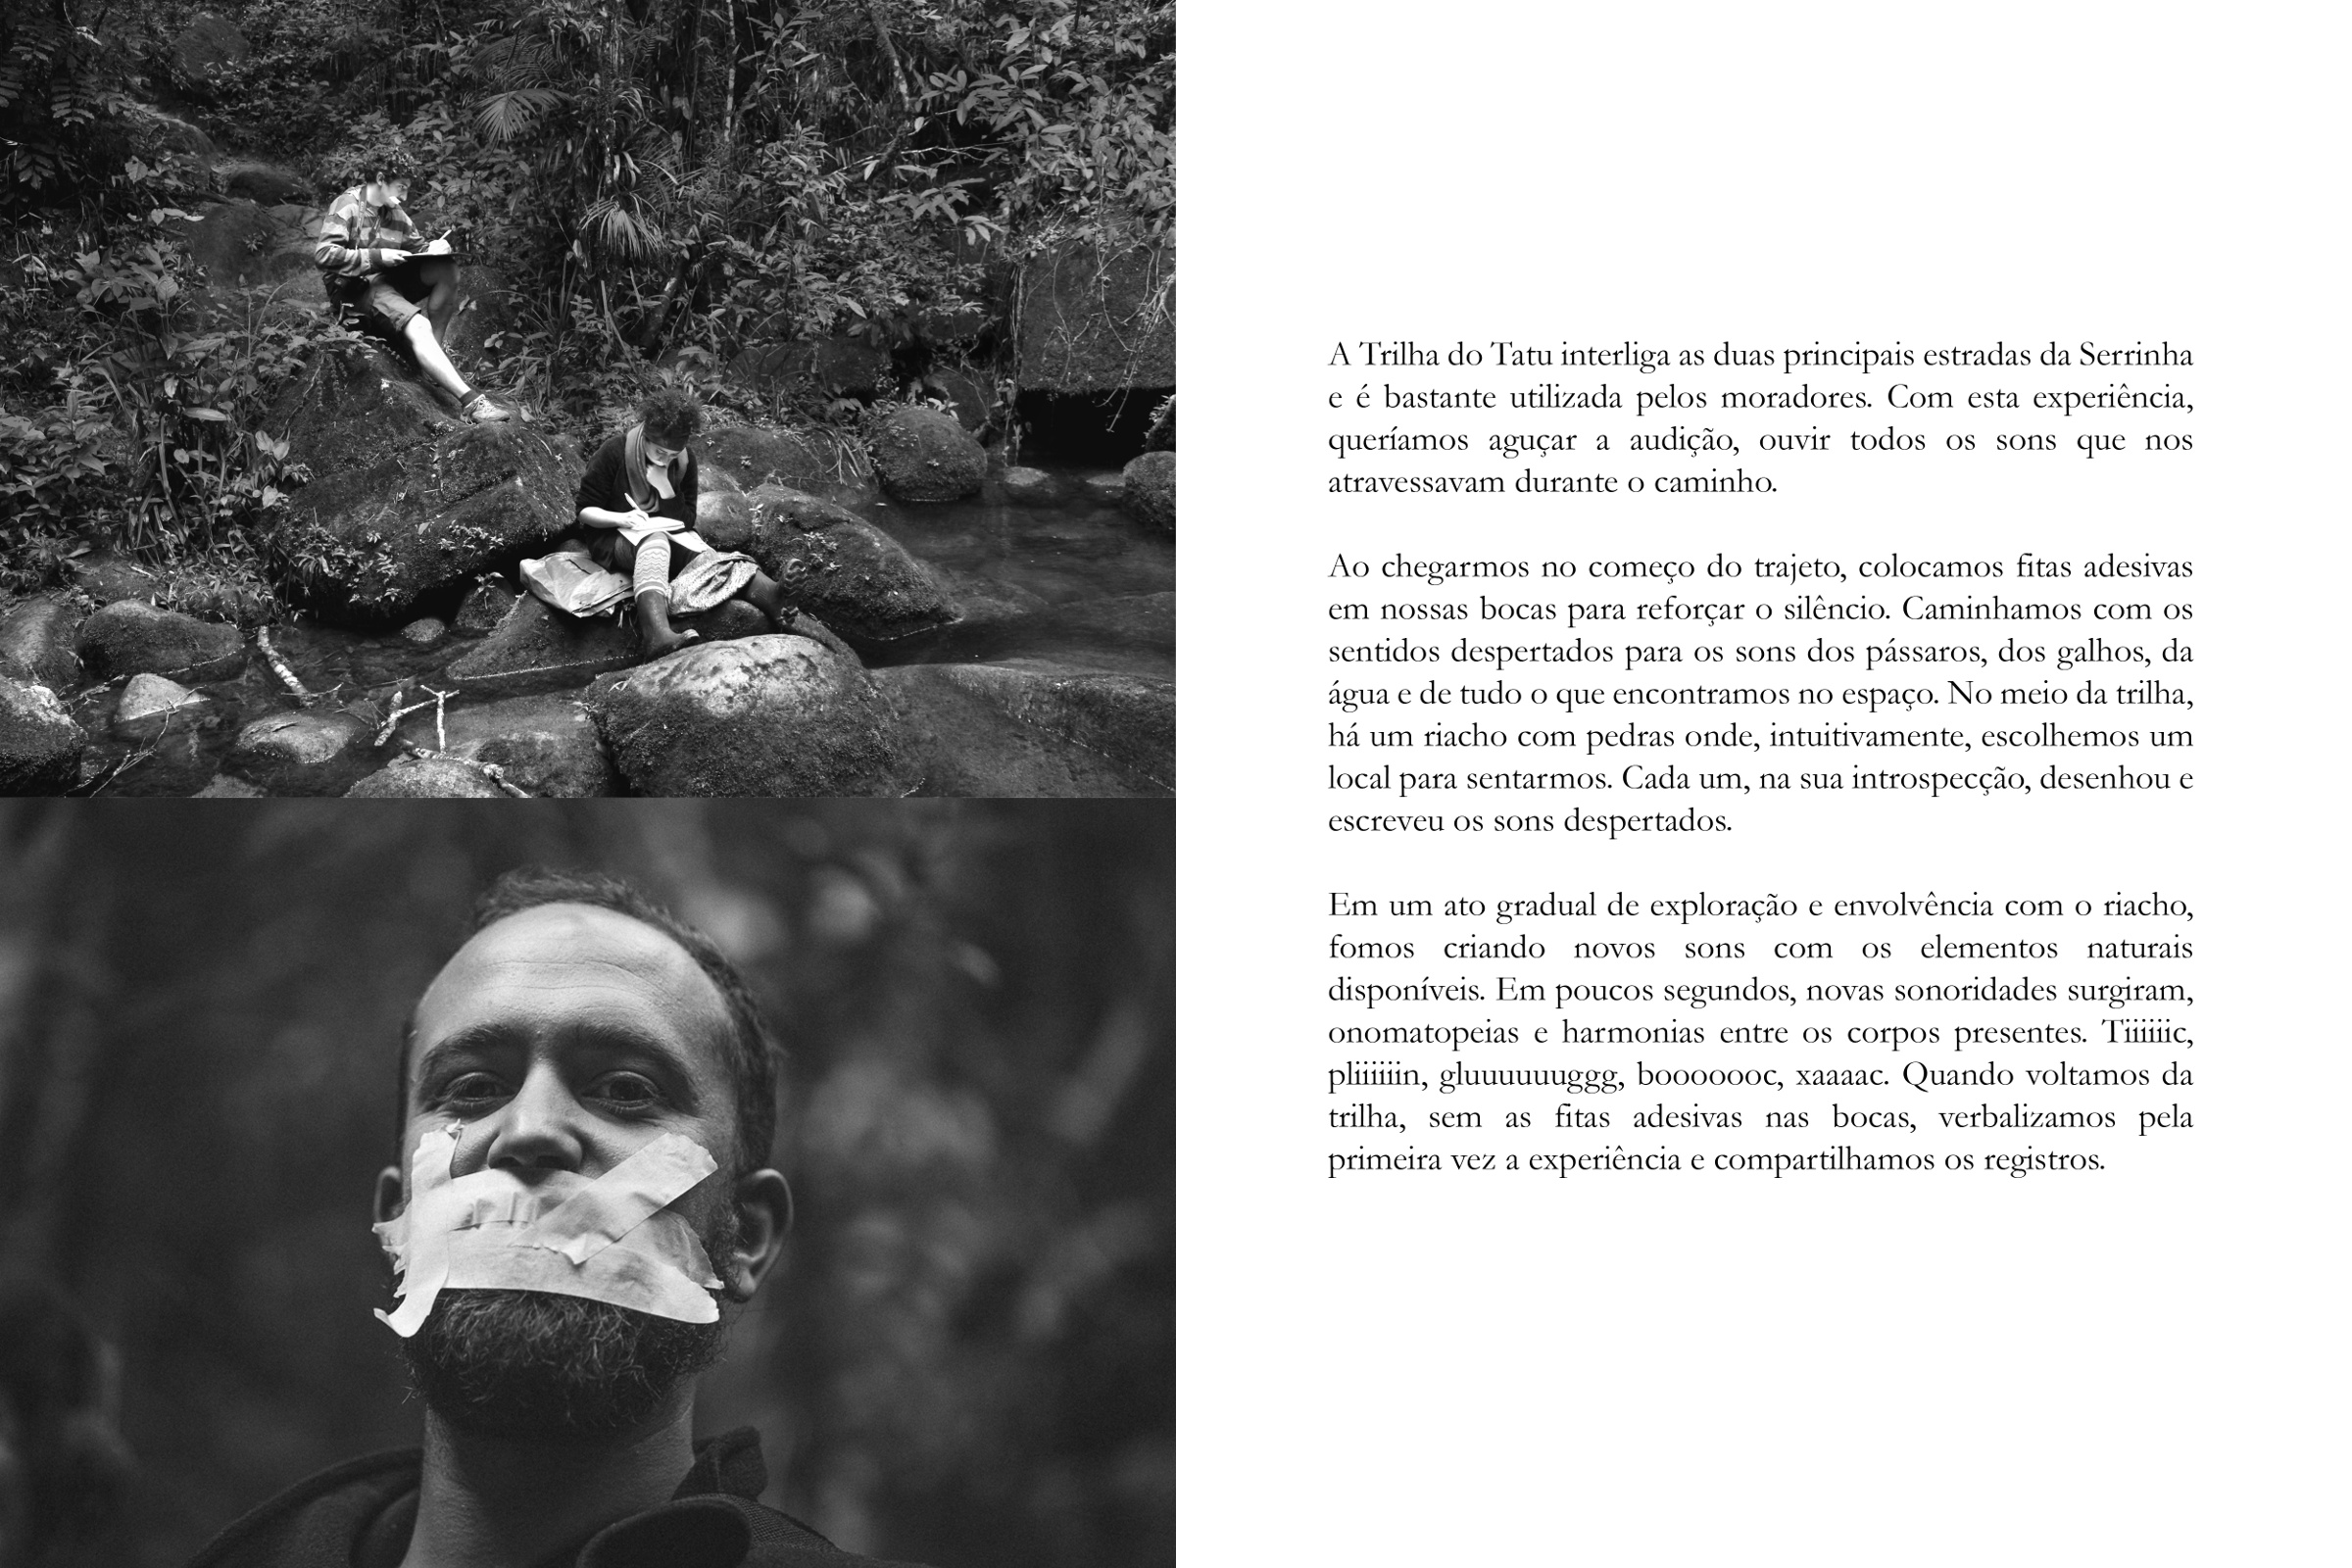 A Trilha do Tatu interliga as duas principais estradas da Serrinha
e é bastante utilizada pelos moradores. Com esta experiência,
queríamos aguçar a audição, ouvir todos os sons que nos
atravessavam durante o caminho.
Ao chegarmos no começo do trajeto, colocamos fitas adesivas
em nossas bocas para reforçar o silêncio. Caminhamos com os
sentidos despertados para os sons dos pássaros, dos galhos, da
água e de tudo o que encontramos no espaço. No meio da trilha,
há um riacho com pedras onde, intuitivamente, escolhemos um
local para sentarmos. Cada um, na sua introspecção, desenhou e
escreveu os sons despertados.
Em um ato gradual de exploração e envolvência com o riacho,
fomos criando novos sons com os elementos naturais
disponíveis. Em poucos segundos, novas sonoridades surgiram,
onomatopeias e harmonias entre os corpos presentes. Tiiiiiic,
pliiiiiin, gluuuuuuggg, booooooc, xaaaac. Quando voltamos da
trilha, sem as fitas adesivas nas bocas, verbalizamos pela
primeira vez a experiência e compartilhamos os registros.